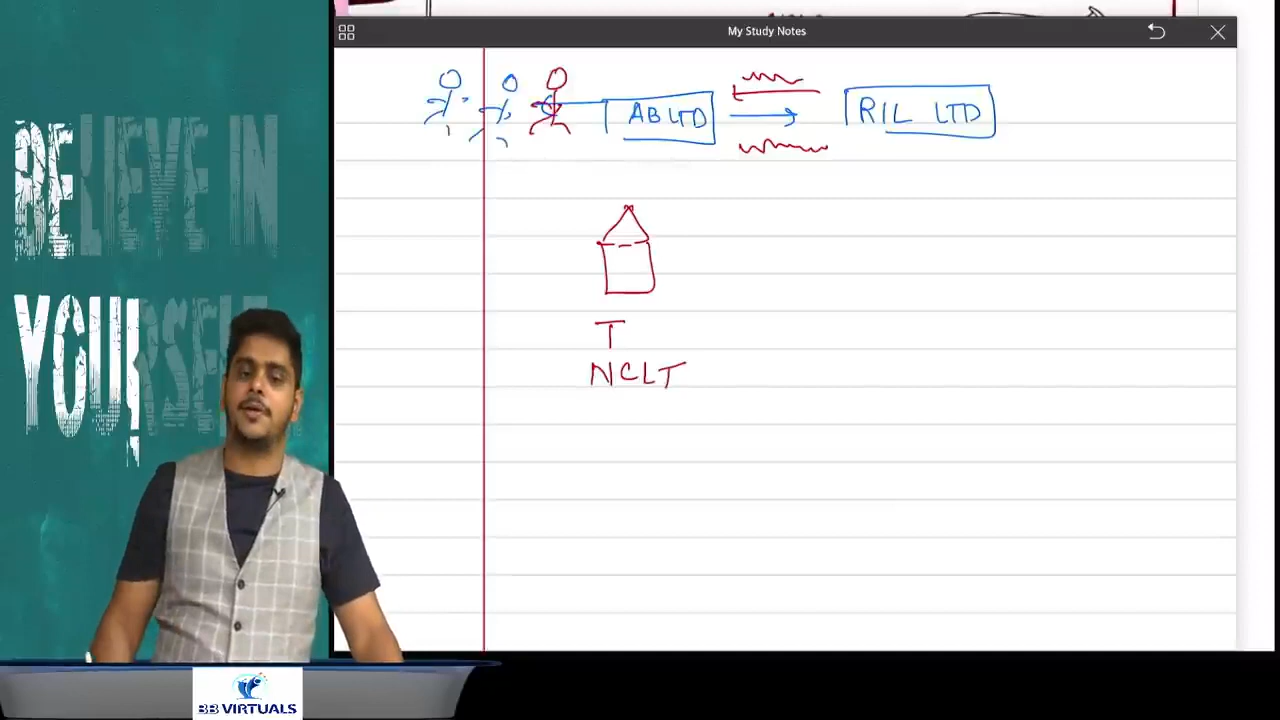 My Study Notes
AB LTD
RIL LTD
T
NCLT
BELIEVE IN
YOURSELF
BB VIRTUALS